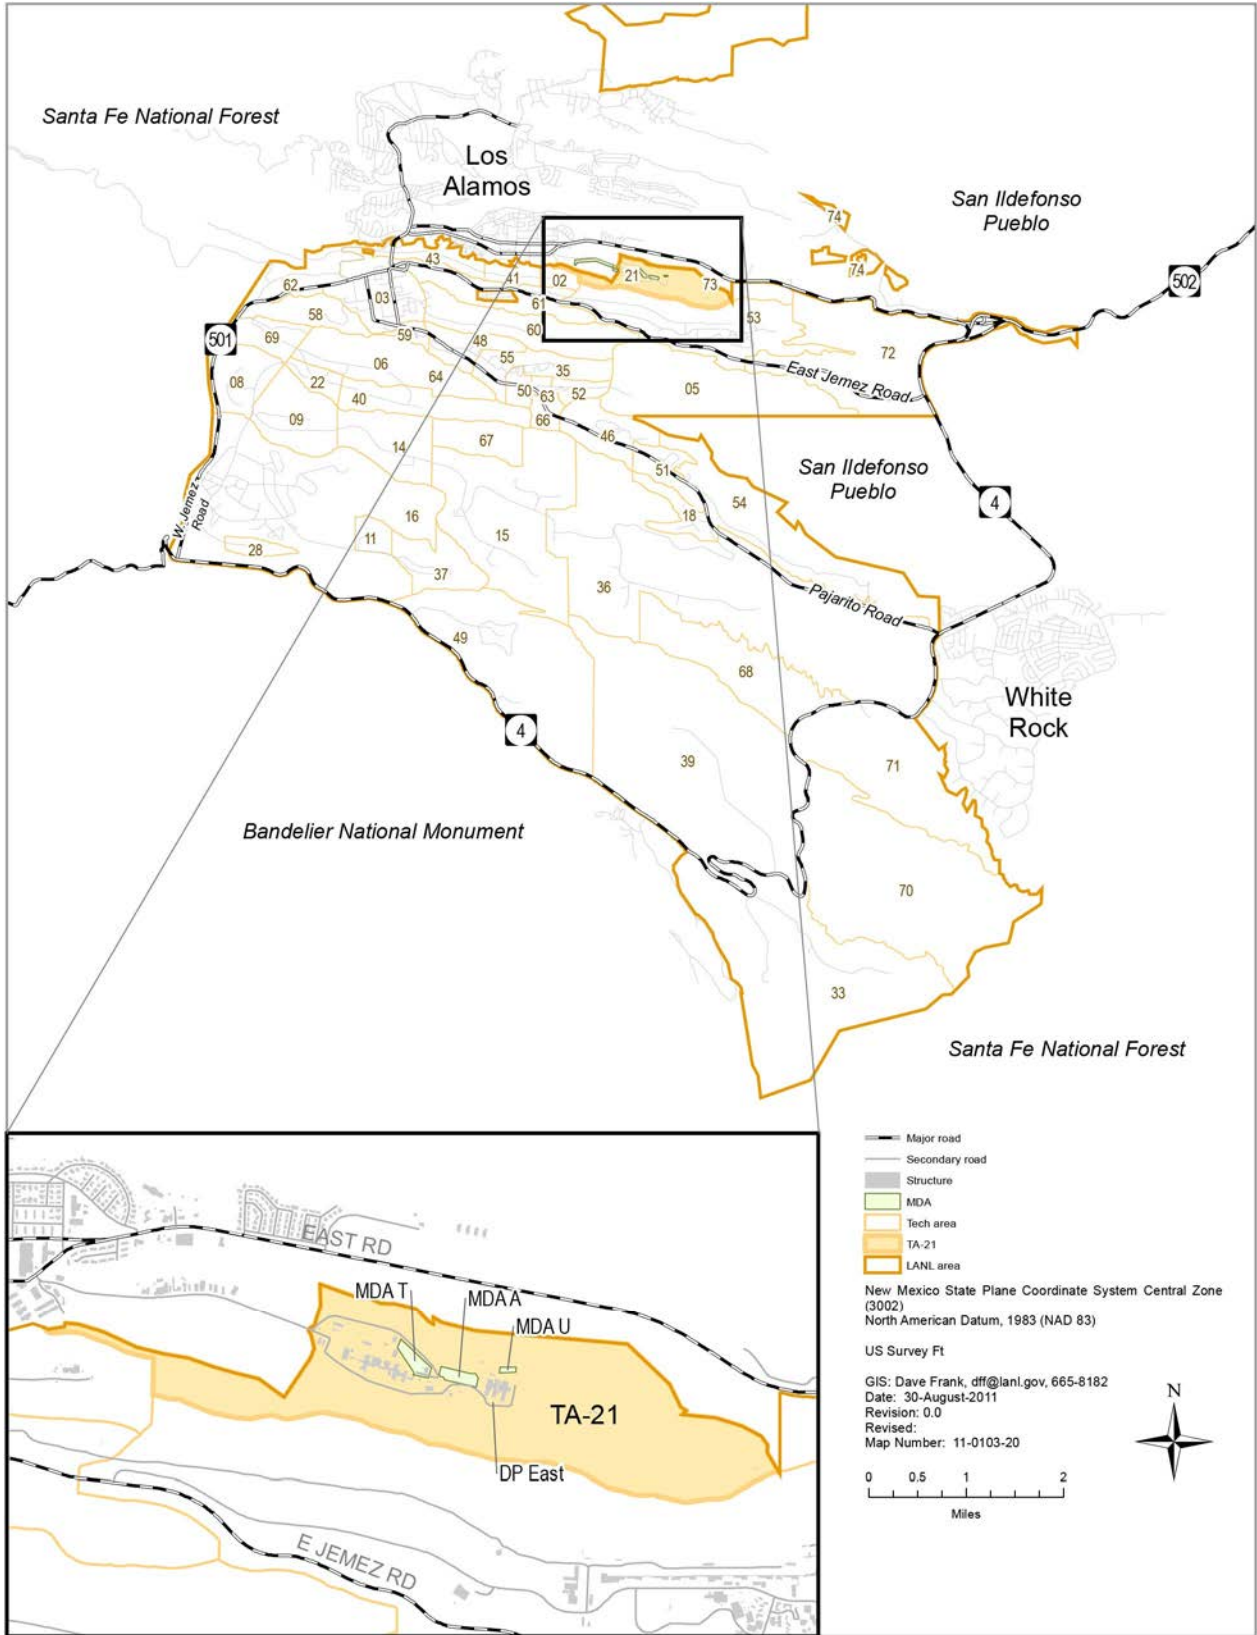 Santa Fe National Forest
Los
Alamos
San Ildefonso
Pueblo
74
74
502
43
41
02
21
73
62
03
61
53
58
59
60
501
69
48
72
06
55
35
08
22
64
East Jemez Road
40
50
63
52
05
09
66
14
67
46
San Ildefonso
Pueblo
51
54
W. Jemez
Road
4
16
18
28
11
15
37
36
Pajarito Road
49
68
White
Rock
4
39
71
Bandelier National Monument
70
33
Santa Fe National Forest
EAST RD
MDA T
MDA A
MDA U
TA-21
DP East
E JEMEZ RD
Major road
Secondary road
Structure
MDA
Tech area
TA-21
LANL area
New Mexico State Plane Coordinate System Central Zone
(3002)
North American Datum, 1983 (NAD 83)
US Survey Ft
GIS: Dave Frank, dff@lanl.gov, 665-8182
Date: 30-August-2011
Revision: 0.0
Revised:
Map Number: 11-0103-20
N
0 0.5 1 2
Miles